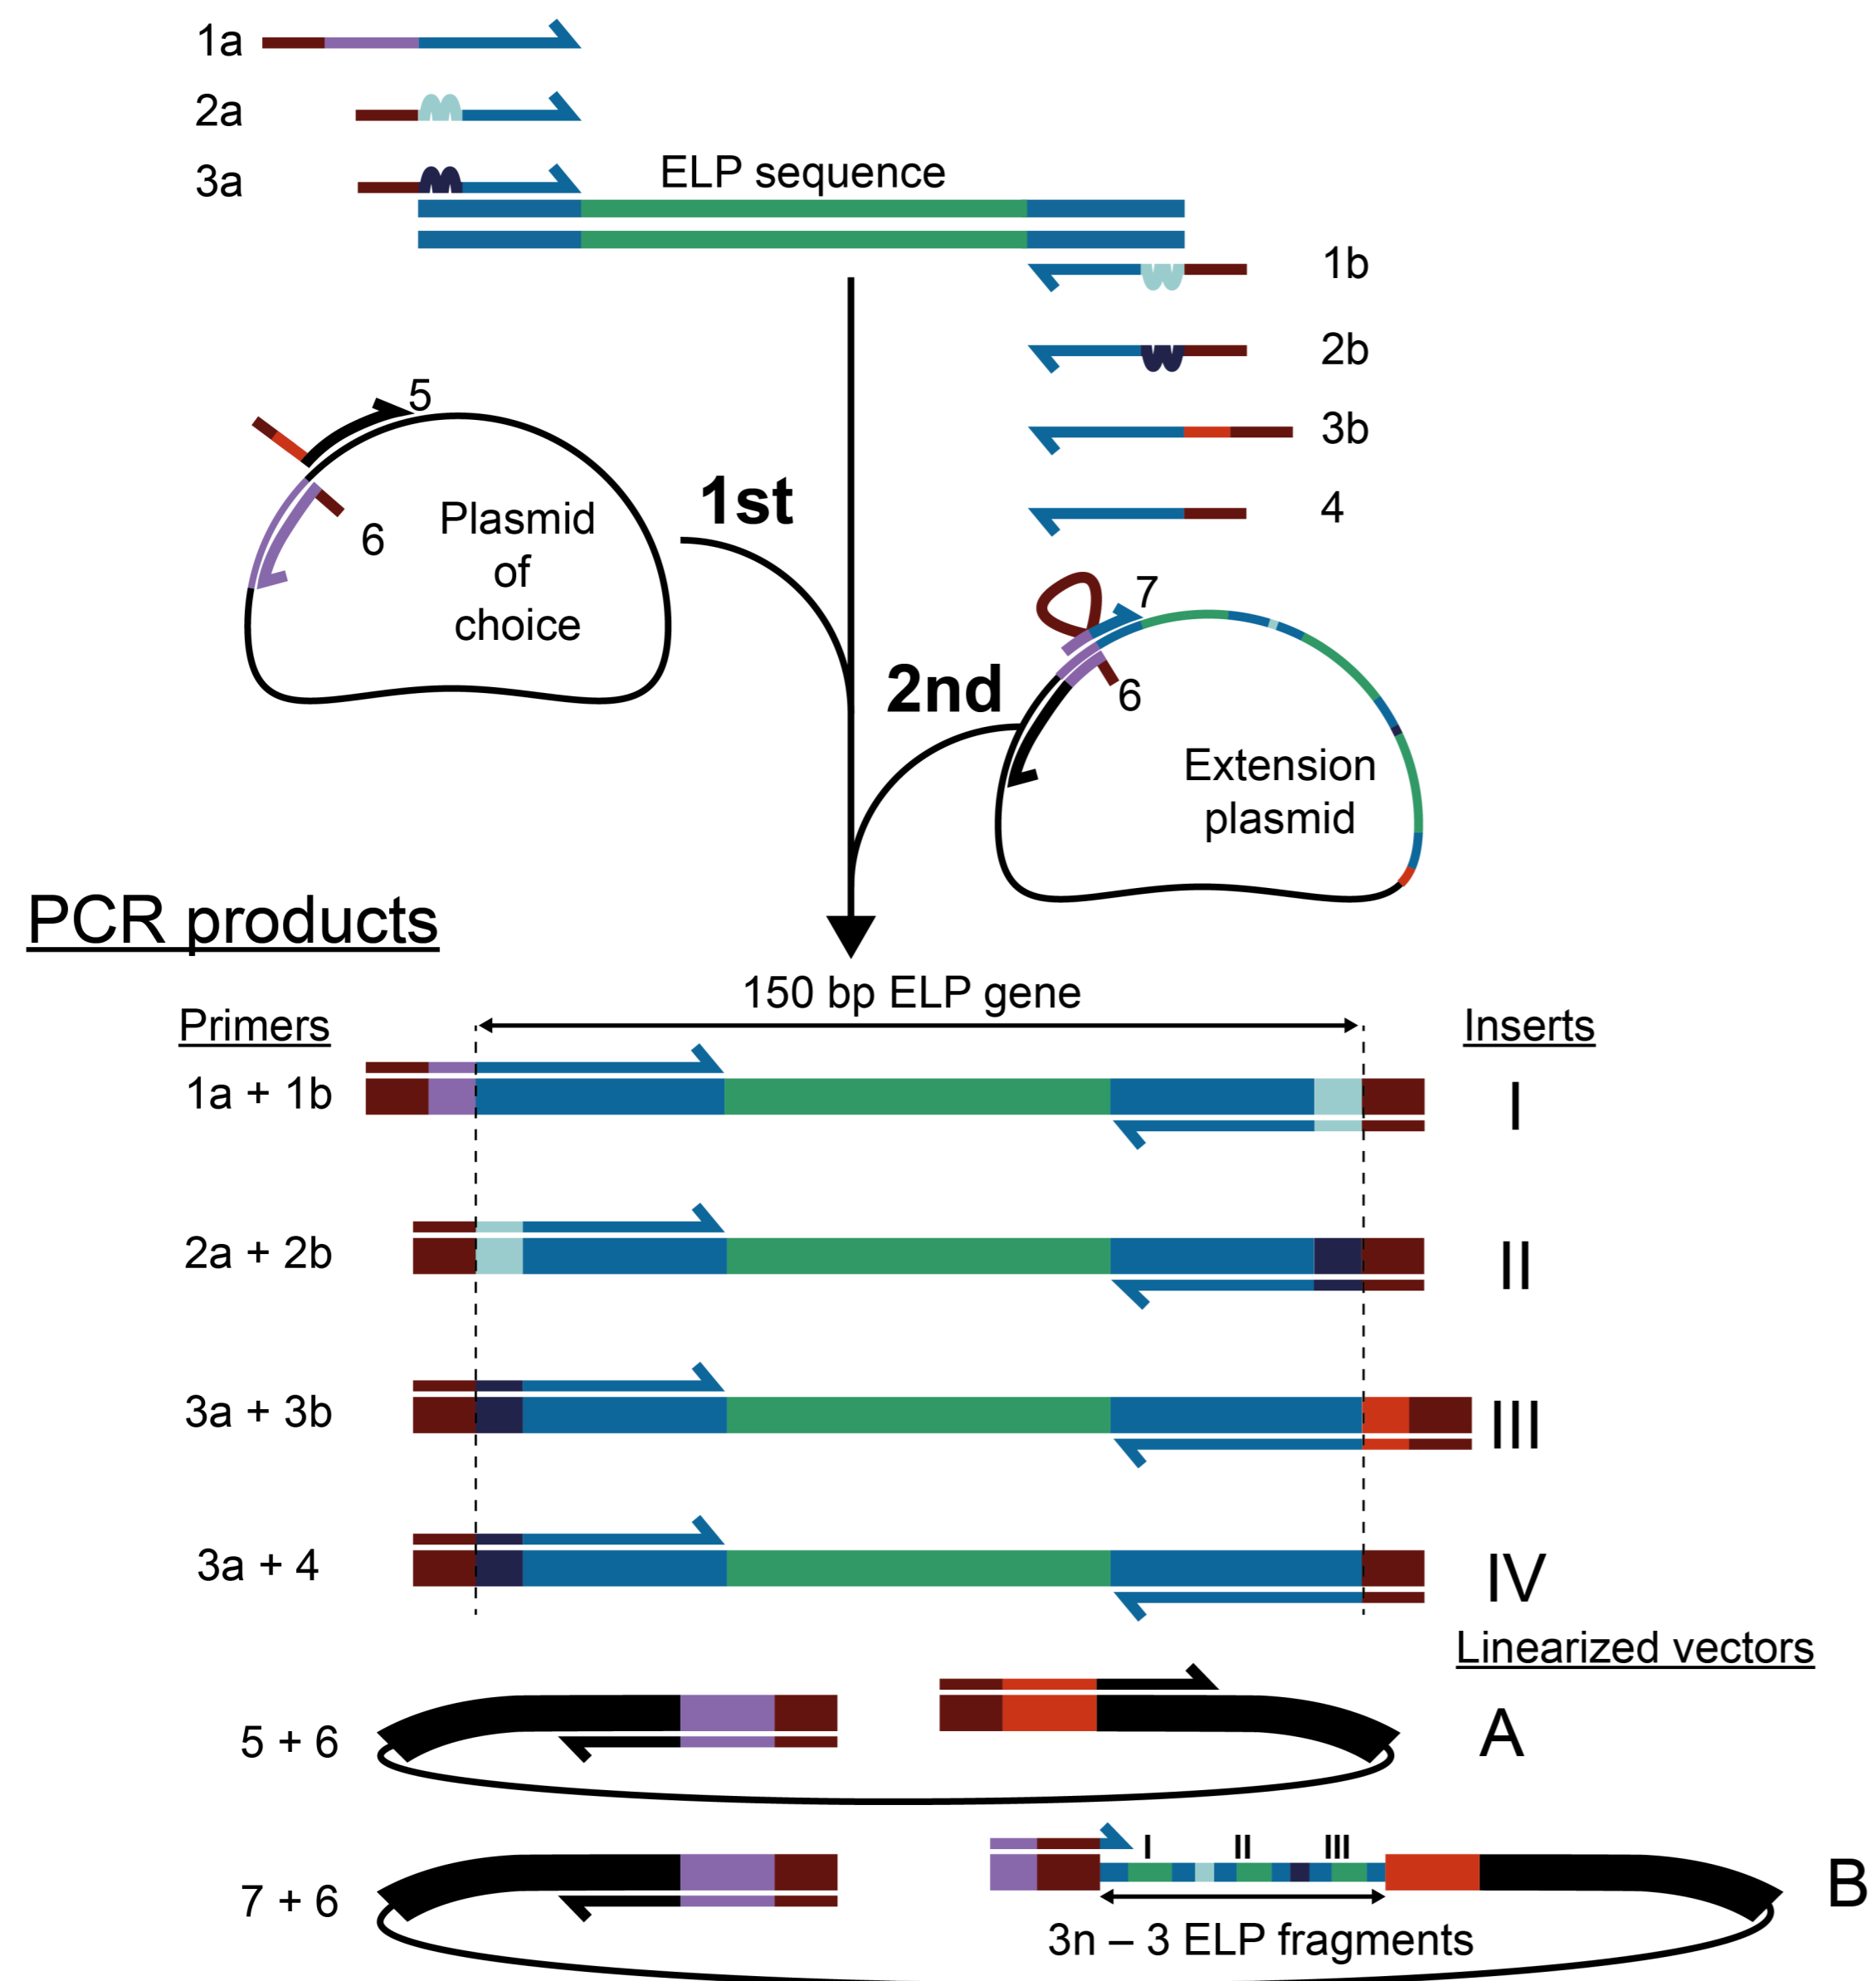 1a
2a
3a
ELP sequence
1b
2b
3b
4
5
6
Plasmid
of
choice
1st
7
6
2nd
Extension
plasmid
PCR products
150 bp ELP gene
Primers
Inserts
1a + 1b
I
2a + 2b
II
3a + 3b
III
3a + 4
IV
Linearized vectors
5 + 6
A
I II III
7 + 6
B
3n – 3 ELP fragments